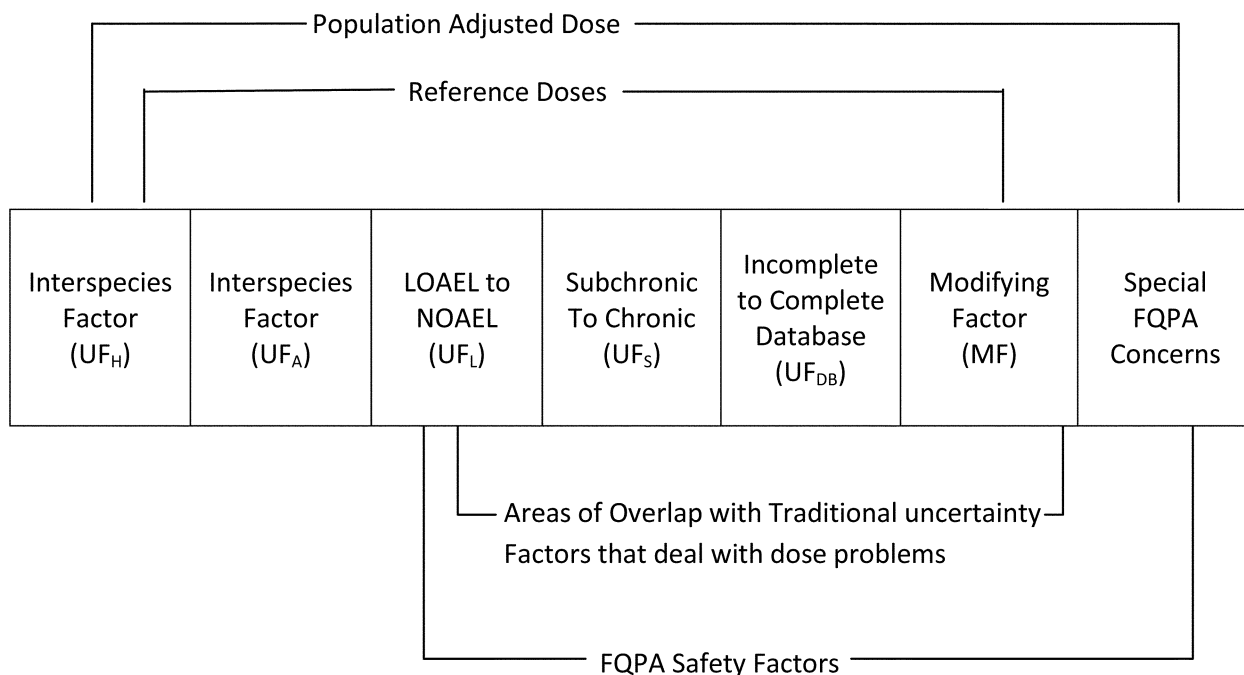 Population Adjusted Dose
Reference Doses
Interspecies
Factor
(UFH)
Interspecies
Factor
(UFA)
LOAEL to
NOAEL
(UFL)
Subchronic
To Chronic
(UFS)
Incomplete
to Complete
Database
(UFDB)
Modifying
Factor
(MF)
Special
FQPA
Concerns
Areas of Overlap with Traditional uncertainty
Factors that deal with dose problems
FQPA Safety Factors